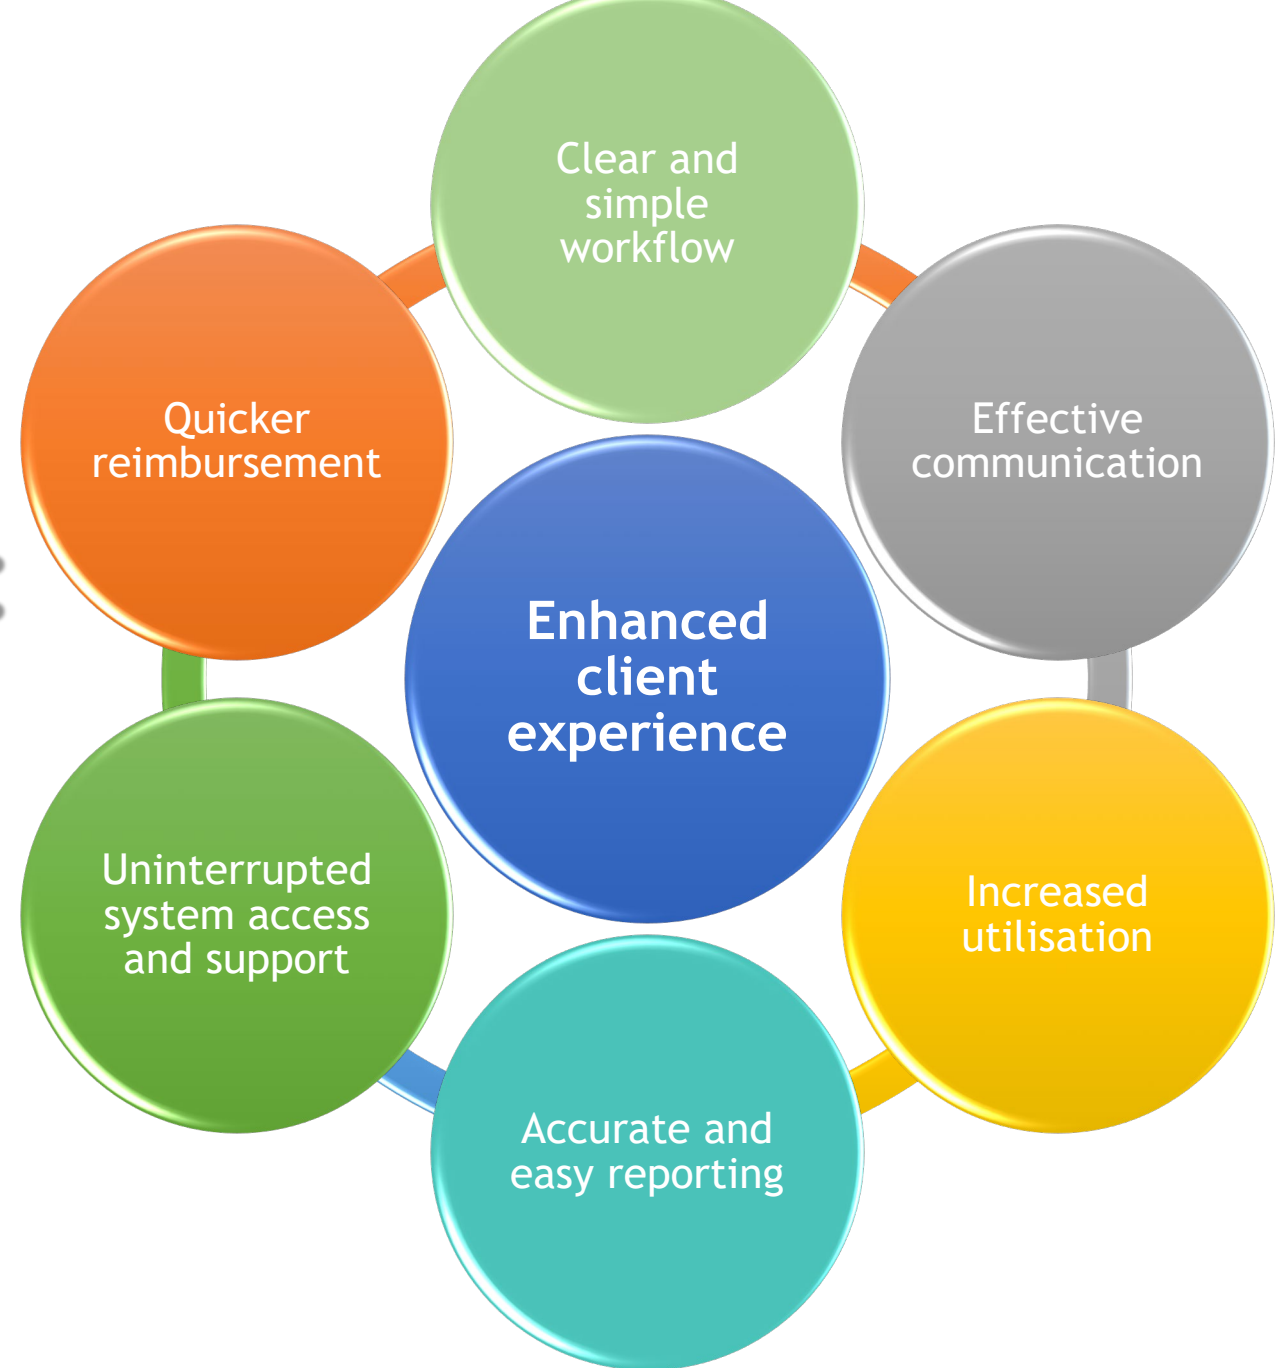 Clear and
simple
workflow
Effective
communication
Increased
utilisation
Accurate and
easy reporting
Uninterrupted
system access
and support
Quicker
reimbursement
Enhanced
client
experience